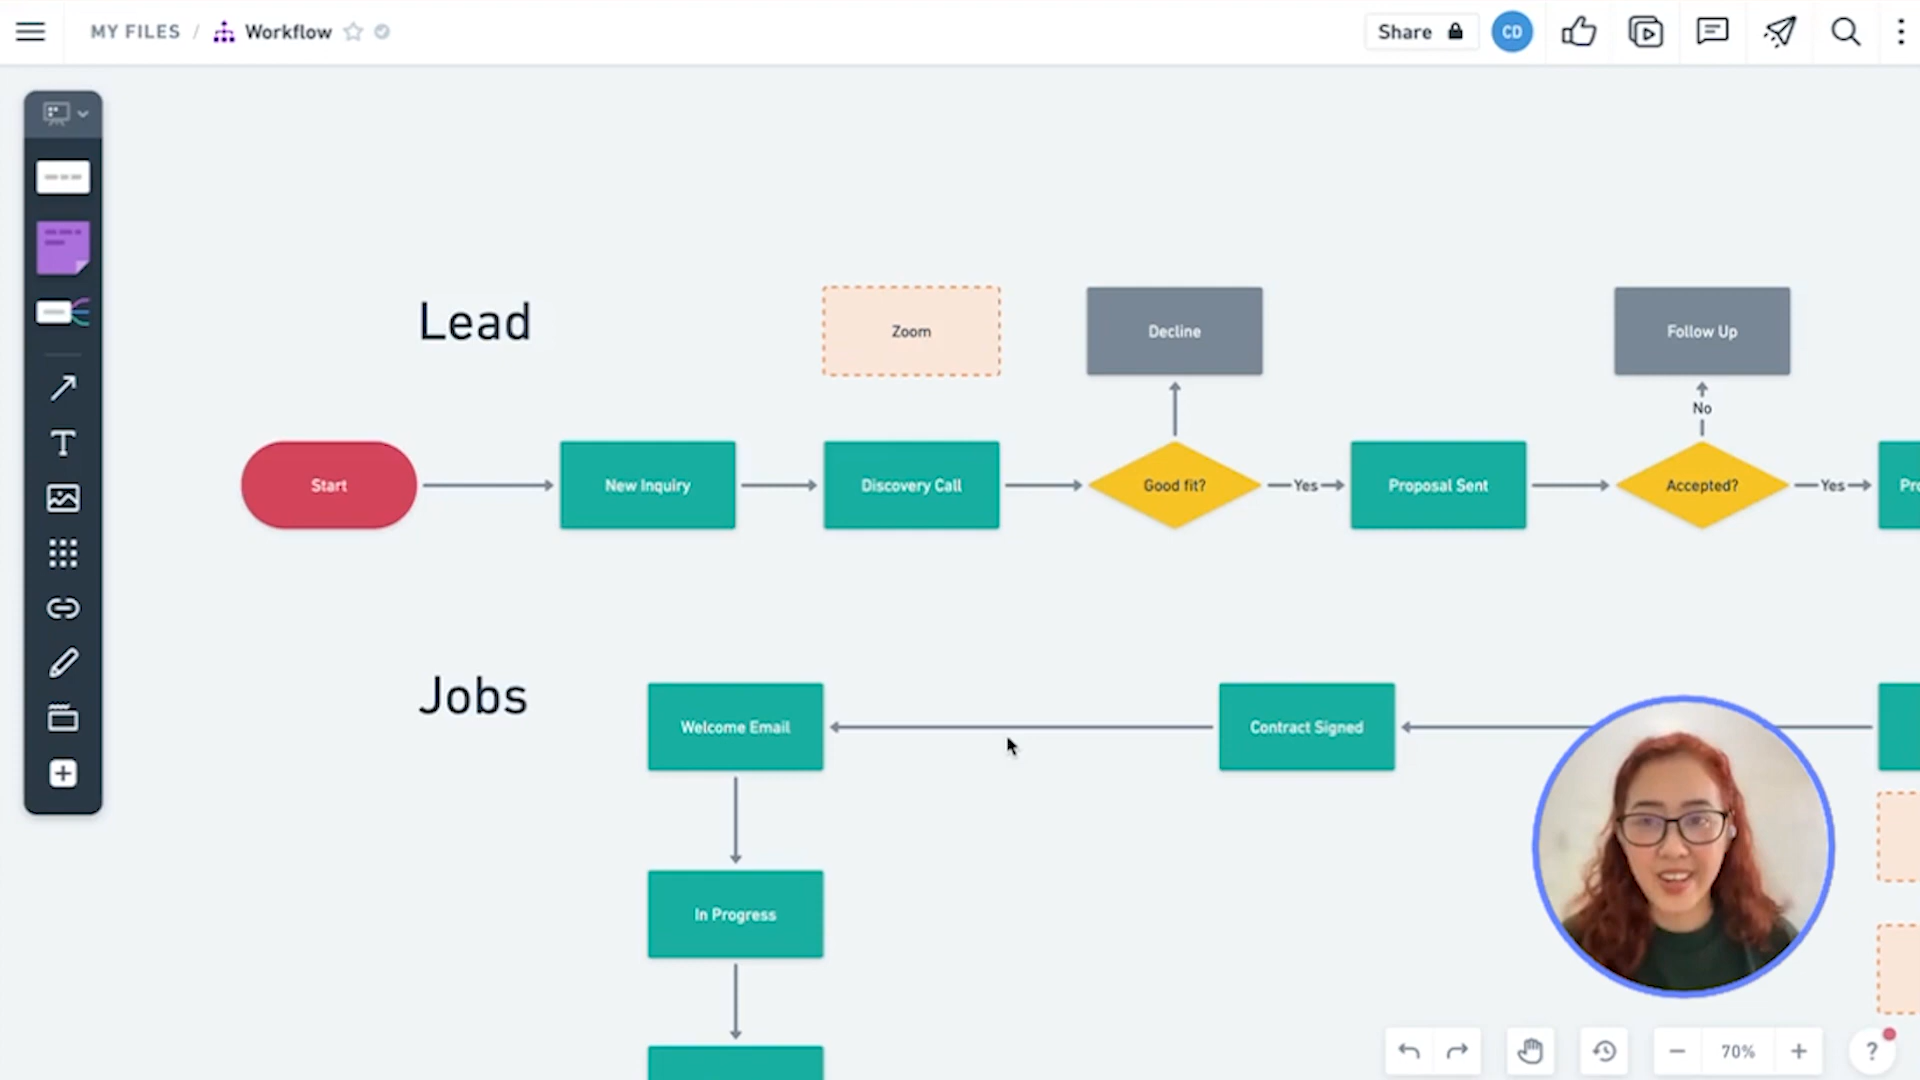 MY FILES / Workflow
Share
CD
Lead
Zoom
Decline
Follow Up
No
Start
New Inquiry
Discovery Call
Good fit?
Yes
Proposal Sent
Accepted?
Yes
Jobs
Welcome Email
Contract Signed
In Progress
70%
?